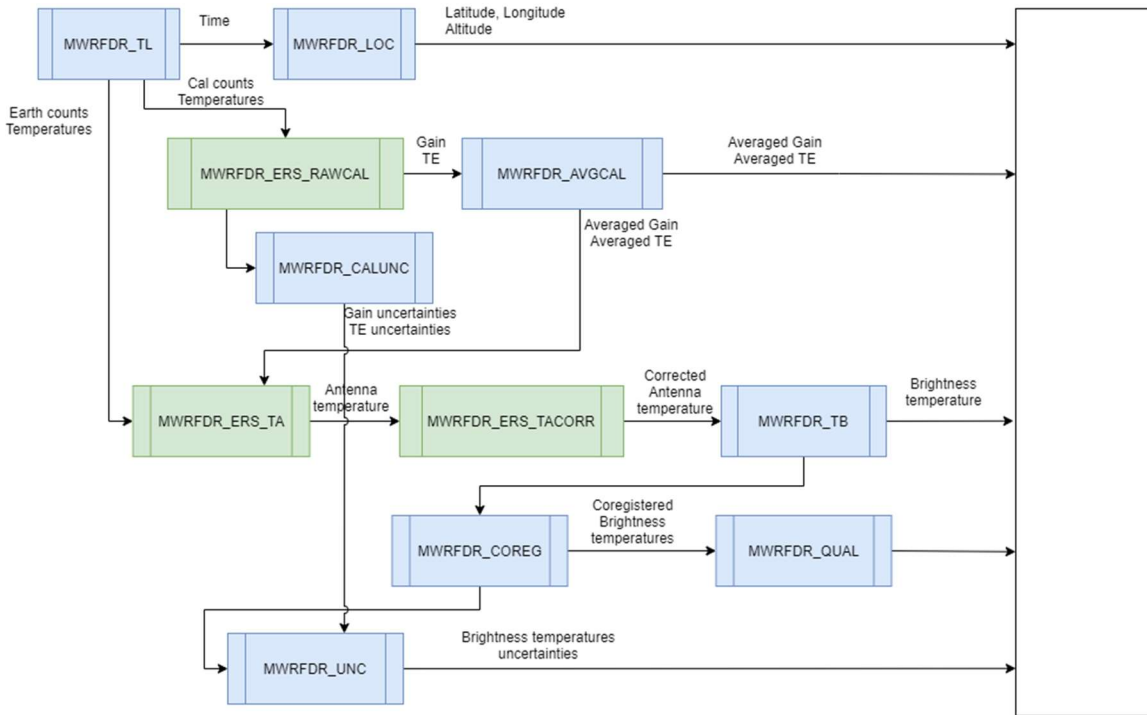 Time
Latitude, Longitude
Altitude
MWRFDR_TL
MWRFDR_LOC
Cal counts
Temperatures
Earth counts
Temperatures
Gain
TE
Averaged Gain
Averaged TE
MWRFDR_ERS_RAWCAL
MWRFDR_AVGCAL
Averaged Gain
Averaged TE
MWRFDR_CALUNC
Gain uncertainties
TE uncertainties
Antenna
temperature
Corrected
Antenna
temperature
Brightness
temperature
MWRFDR_ERS_TA
MWRFDR_ERS_TACORR
MWRFDR_TB
Coregistered
Brightness
temperatures
MWRFDR_COREG
MWRFDR_QUAL
Brightness temperatures
uncertainties
MWRFDR_UNC